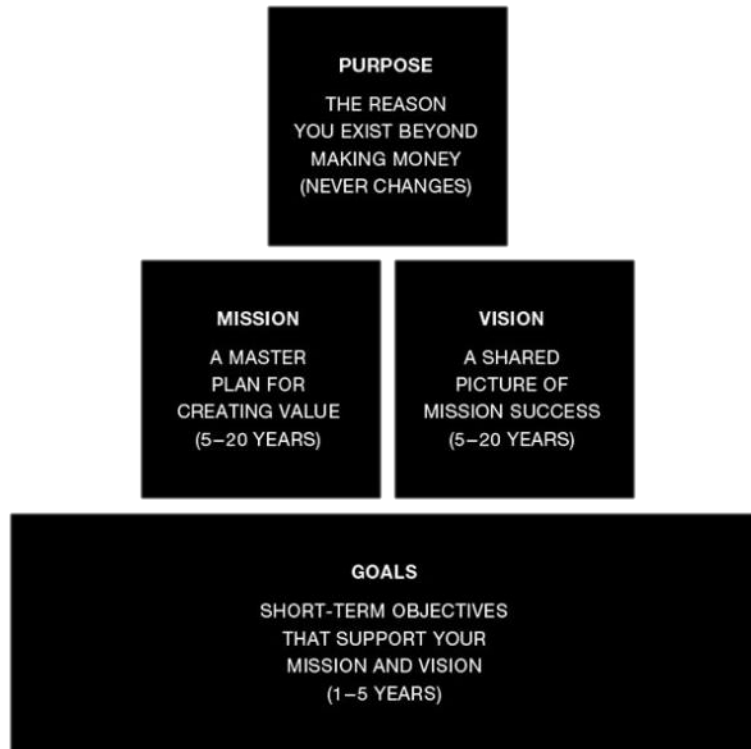 PURPOSE
THE REASON
YOU EXIST BEYOND
MAKING MONEY
(NEVER CHANGES)
MISSION
A MASTER
PLAN FOR
CREATING VALUE
(5–20 YEARS)
VISION
A SHARED
PICTURE OF
MISSION SUCCESS
(5–20 YEARS)
GOALS
SHORT-TERM OBJECTIVES
THAT SUPPORT YOUR
MISSION AND VISION
(1–5 YEARS)